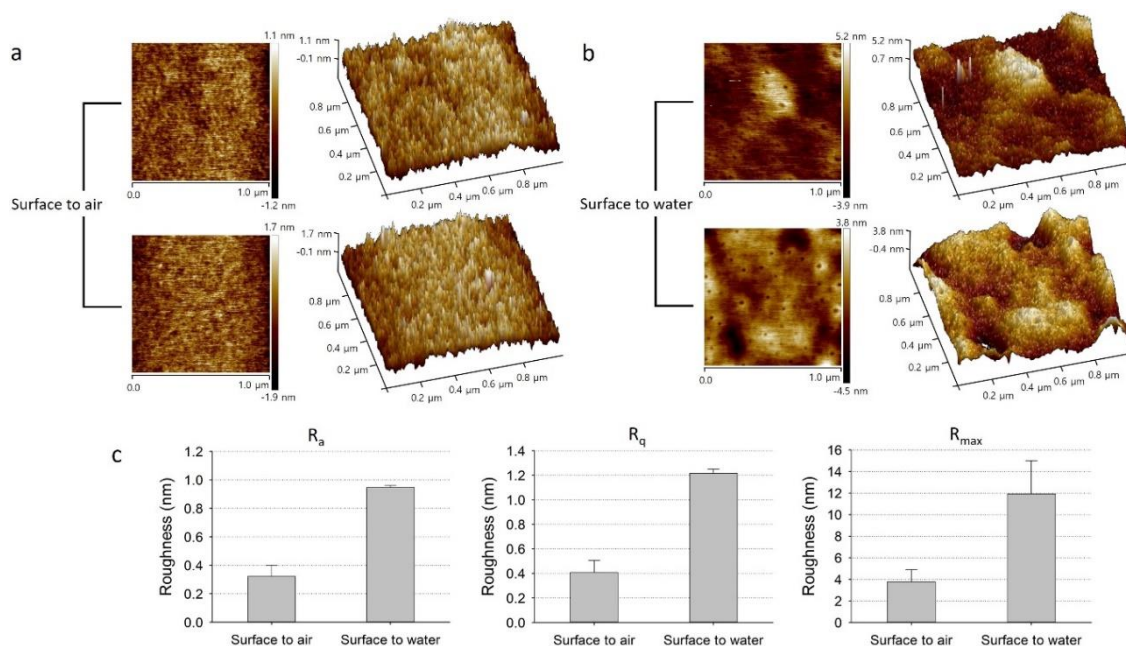 a
Surface to air
1.1 nm
-1.2 nm
0.0
1.0
µm
1.1 nm
-0.1 nm
0.8 µm
0.6 µm
0.4 µm
0.2 µm
0.2 µm
0.4 µm
0.6 µm
0.8 µm
1.7 nm
-1.9 nm
0.0
1.0
µm
1.7 nm
-0.1 nm
0.8 µm
0.6 µm
0.4 µm
0.2 µm
0.2 µm
0.4 µm
0.6 µm
0.8 µm
b
Surface to water
5.2 nm
-3.9 nm
0.0
1.0 µm
5.2 nm
0.7 nm
0.8 µm
0.6 µm
0.4 µm
0.2 µm
0.2 µm
0.4 µm
0.6 µm
0.8 µm
3.8 nm
-4.5 nm
0.0
1.0 µm
3.8 nm
-0.4 nm
0.8 µm
0.6 µm
0.4 µm
0.2 µm
0.2 µm
0.4 µm
0.6 µm
0.8 µm
c
Ra
Roughness (nm)
1.2
1.0
0.8
0.6
0.4
0.2
0.0
Surface to air Surface to water
Rq
Roughness (nm)
1.4
1.2
1.0
0.8
0.6
0.4
0.2
0.0
Surface to air Surface to water
Rmax
Roughness (nm)
16
14
12
10
8
6
4
2
0
Surface to air Surface to water